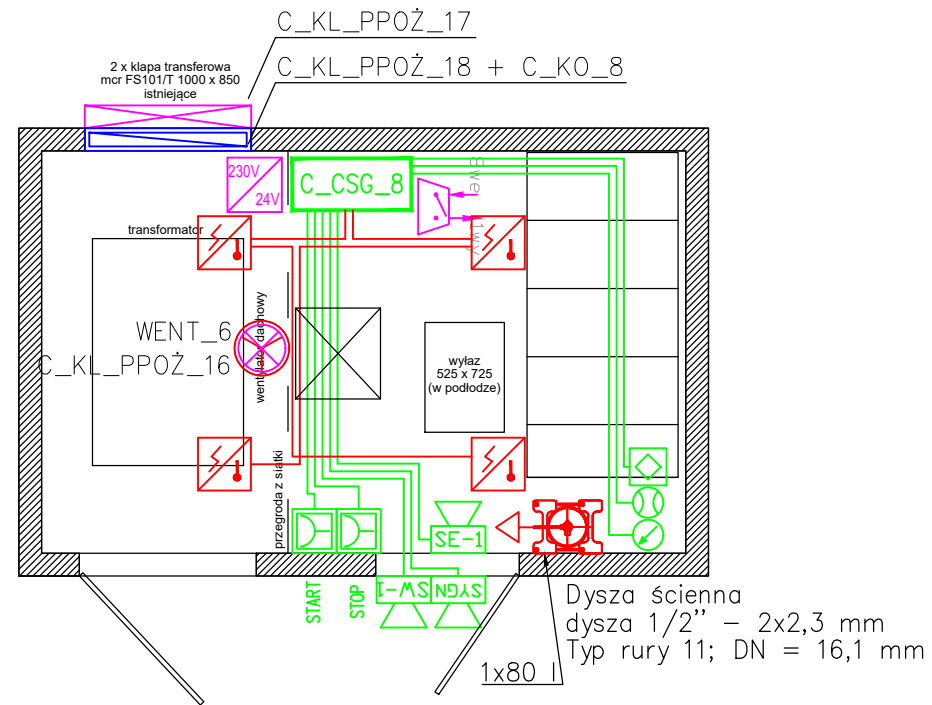 C_KL_PPOŻ_17
2 x klapa transferowa
mcr FS101/T 1000 x 850
istniejące
C_KL_PPOŻ_18 + C_KO_8
230V
24V
C_CSG_8
8we
1wy
transformator
wentylator dachowy
WENT_6
C_KL_PPOŻ_16
wyłaz
525 x 725
(w podłodze)
przegroda z siatki
SE-1
START
STOP
SW-1
SYGN
Dysza ścienna
dysza 1/2'' – 2x2,3 mm
Typ rury 11; DN = 16,1 mm
1x80 l